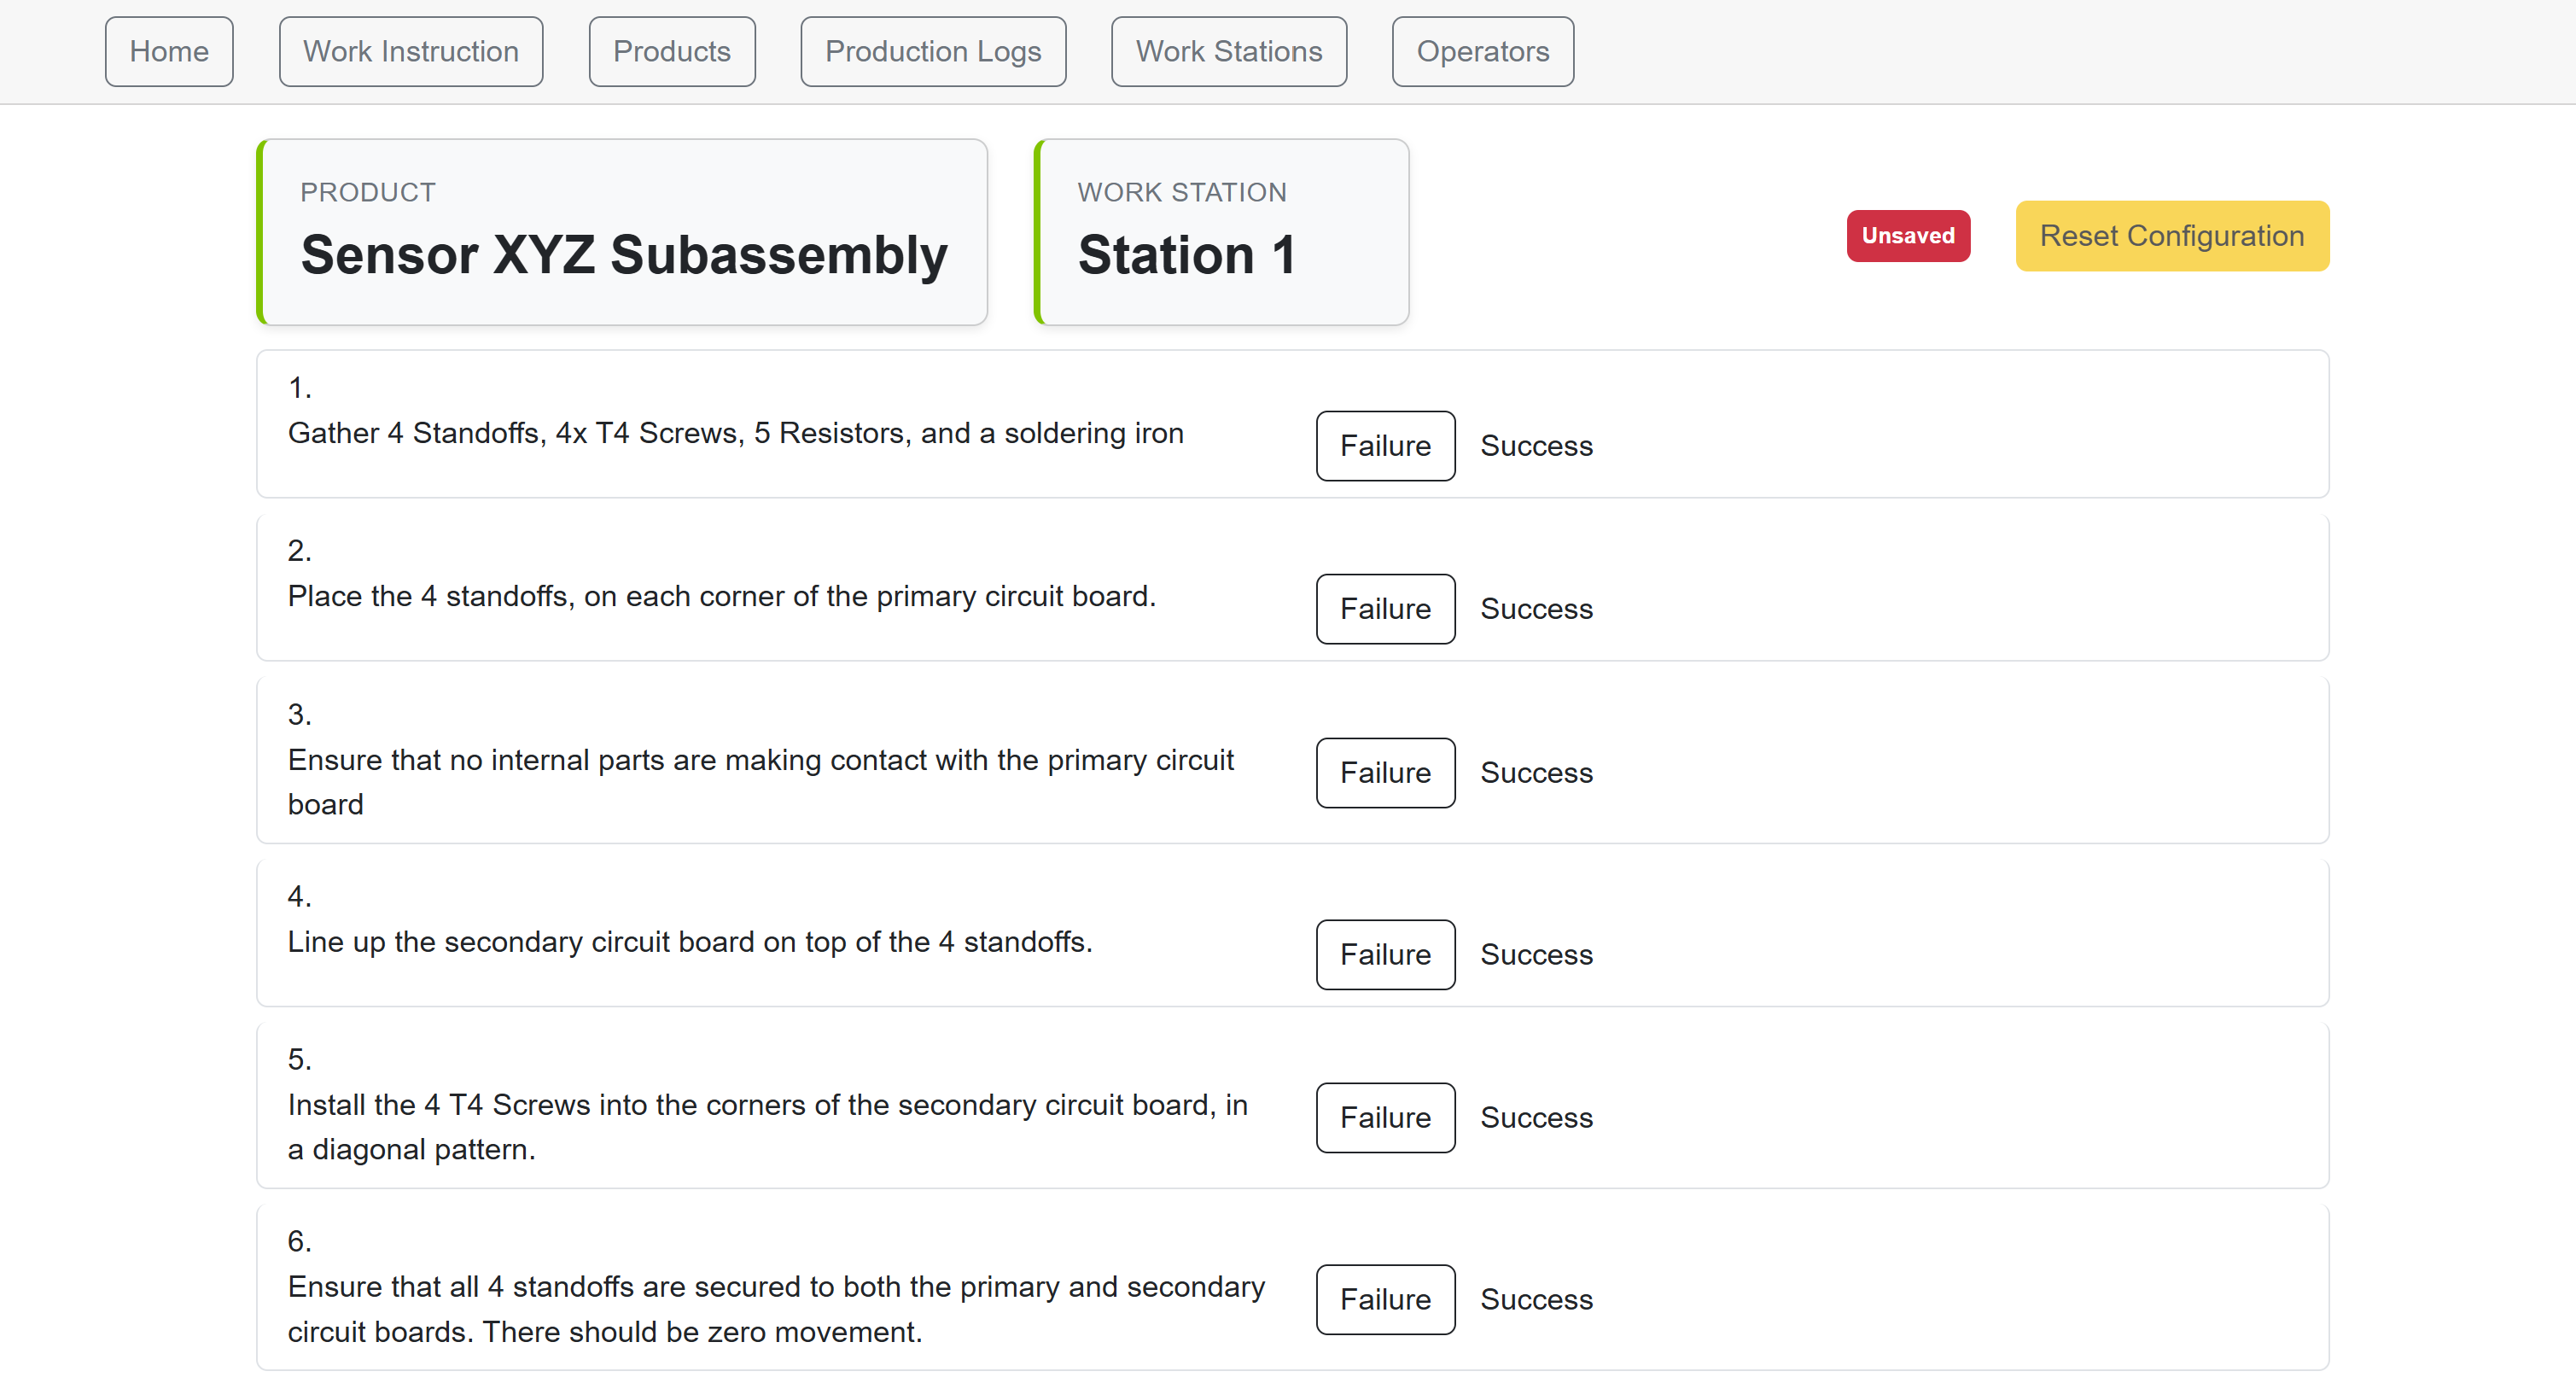 Home Work Instruction Products Production Logs Work Stations Operators
PRODUCT
Sensor XYZ Subassembly
WORK STATION
Station 1
Unsaved
Reset Configuration
1.
Gather 4 Standoffs, 4x T4 Screws, 5 Resistors, and a soldering iron
Failure Success
2.
Place the 4 standoffs, on each corner of the primary circuit board.
Failure Success
3.
Ensure that no internal parts are making contact with the primary circuit
board
Failure Success
4.
Line up the secondary circuit board on top of the 4 standoffs.
Failure Success
5.
Install the 4 T4 Screws into the corners of the secondary circuit board, in
a diagonal pattern.
Failure Success
6.
Ensure that all 4 standoffs are secured to both the primary and secondary
circuit boards. There should be zero movement.
Failure Success